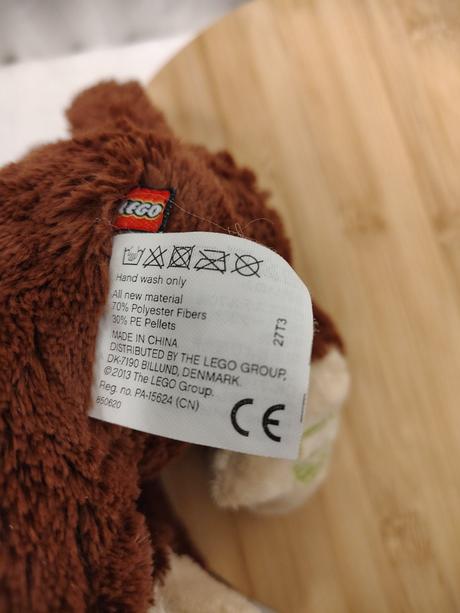 LEGO
Hand wash only
All new material
70% Polyester Fibers
30% PE Pellets
MADE IN CHINA
DISTRIBUTED BY THE LEGO GROUP,
DK-7190 BILLUND, DENMARK.
©2013 The LEGO Group.
Reg. no. PA-15624 (CN)
850620
CE
27T3